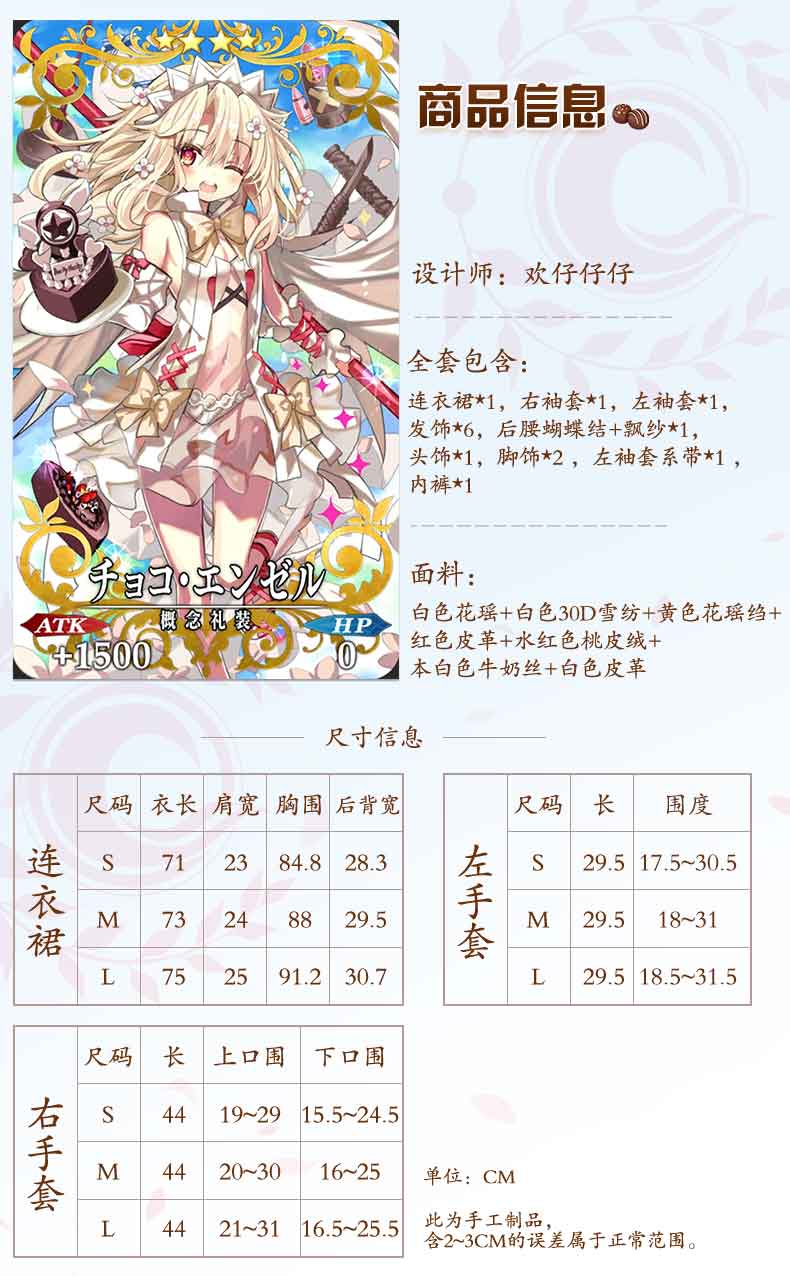 商品信息
设计师：欢仔仔仔
全套包含：
连衣裙*1，右袖套*1，左袖套*1，
发饰*6，后腰蝴蝶结+飘纱*1，
头饰*1，脚饰*2 ，左袖套系带*1 ，
内裤*1
面料：
白色花瑶+白色30D雪纺+黄色花瑶绉+
红色皮革+水红色桃皮绒+
本白色牛奶丝+白色皮革
チョコ・エンゼル
ATK 概念礼装 HP
+1500 0
尺寸信息
连衣裙
尺码 衣长 肩宽 胸围 后背宽
S 71 23 84.8 28.3
M 73 24 88 29.5
L 75 25 91.2 30.7
左手套
尺码 长 围度
S 29.5 17.5~30.5
M 29.5 18~31
L 29.5 18.5~31.5
右手套
尺码 长 上口围 下口围
S 44 19~29 15.5~24.5
M 44 20~30 16~25
L 44 21~31 16.5~25.5
单位：CM
此为手工制品，
含2~3CM的误差属于正常范围。